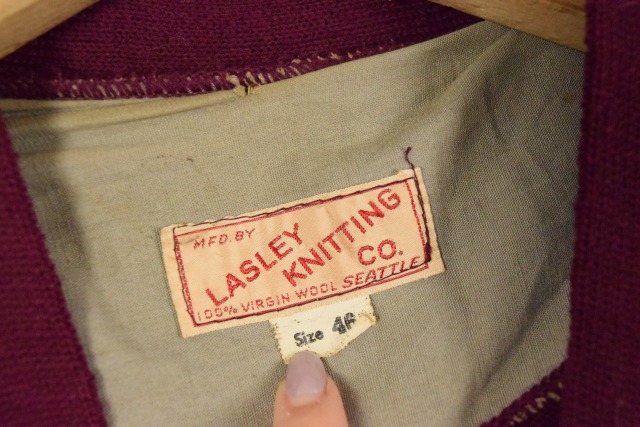 MFD. BY
LASLEY
KNITTING
CO.
100% VIRGIN WOOL SEATTLE
Size 46